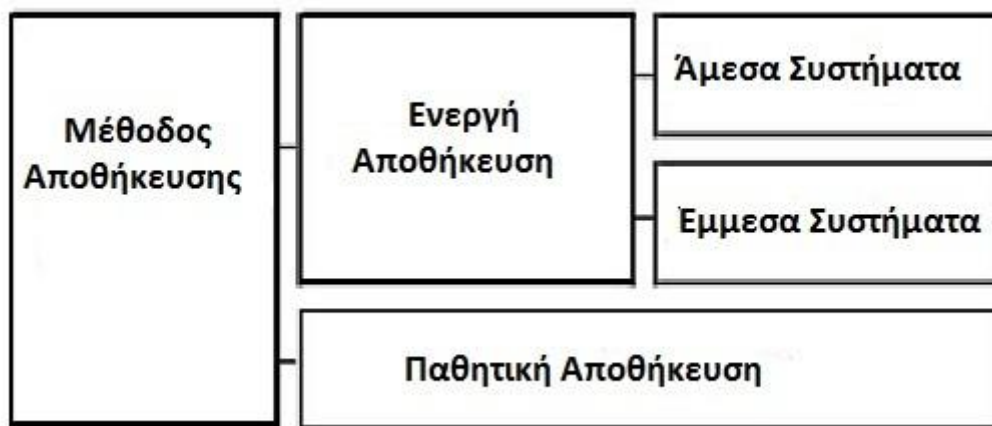 Μέθοδος
Αποθήκευσης
Ενεργή
Αποθήκευση
Άμεσα Συστήματα
Έμμεσα Συστήματα
Παθητική Αποθήκευση